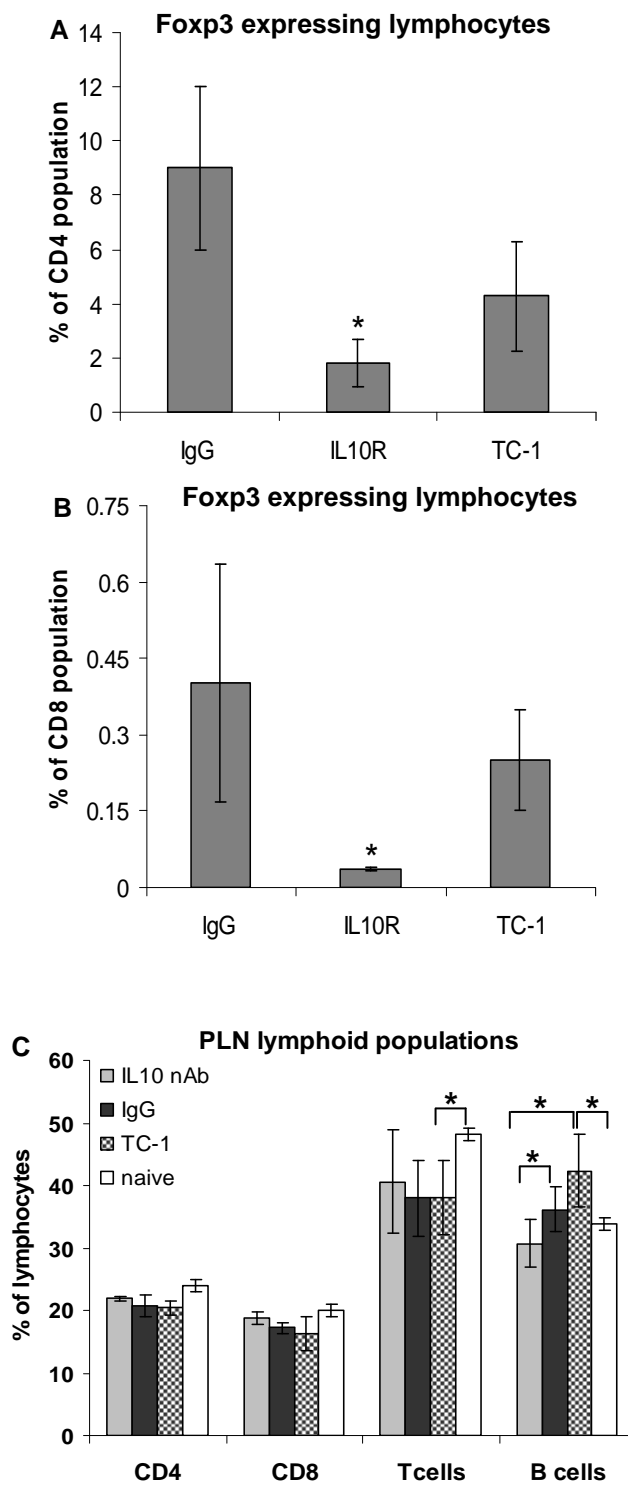 A Foxp3 expressing lymphocytes
% of CD4 population
14
12
10
8
6
4
2
0
*
IgG IL10R TC-1
B Foxp3 expressing lymphocytes
% of CD8 population
0.75
0.6
0.45
0.3
0.15
0
*
IgG IL10R TC-1
C PLN lymphoid populations
% of lymphocytes
60
50
40
30
20
10
0
IL10 nAb
IgG
TC-1
naive
* * *
*
CD4 CD8 Tcells B cells